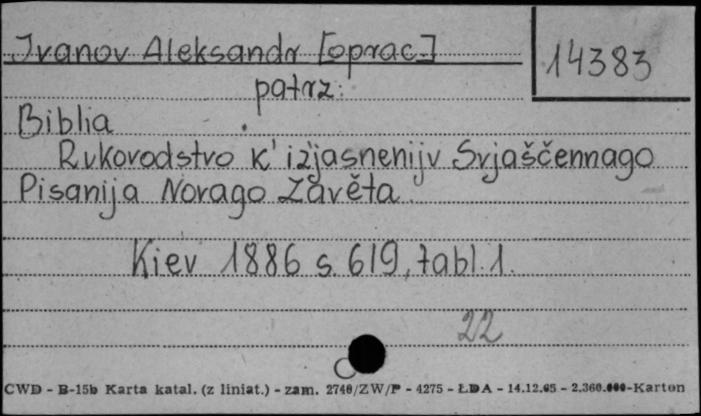 Ivanov Aleksandr [oprac.]
14383
patrz:
Biblia
Rukovodstvo k' iz'jasneniju Svjaščennago
Pisanija Novago Zavěta.
Kiev 1886 s. 619, tabl. 1.
22
CWD - B-15b Karta katal. (z liniat.) - zam. 2748/ZW/P - 4275 - ŁDA - 14.12.65 - 2.360.000-Karton